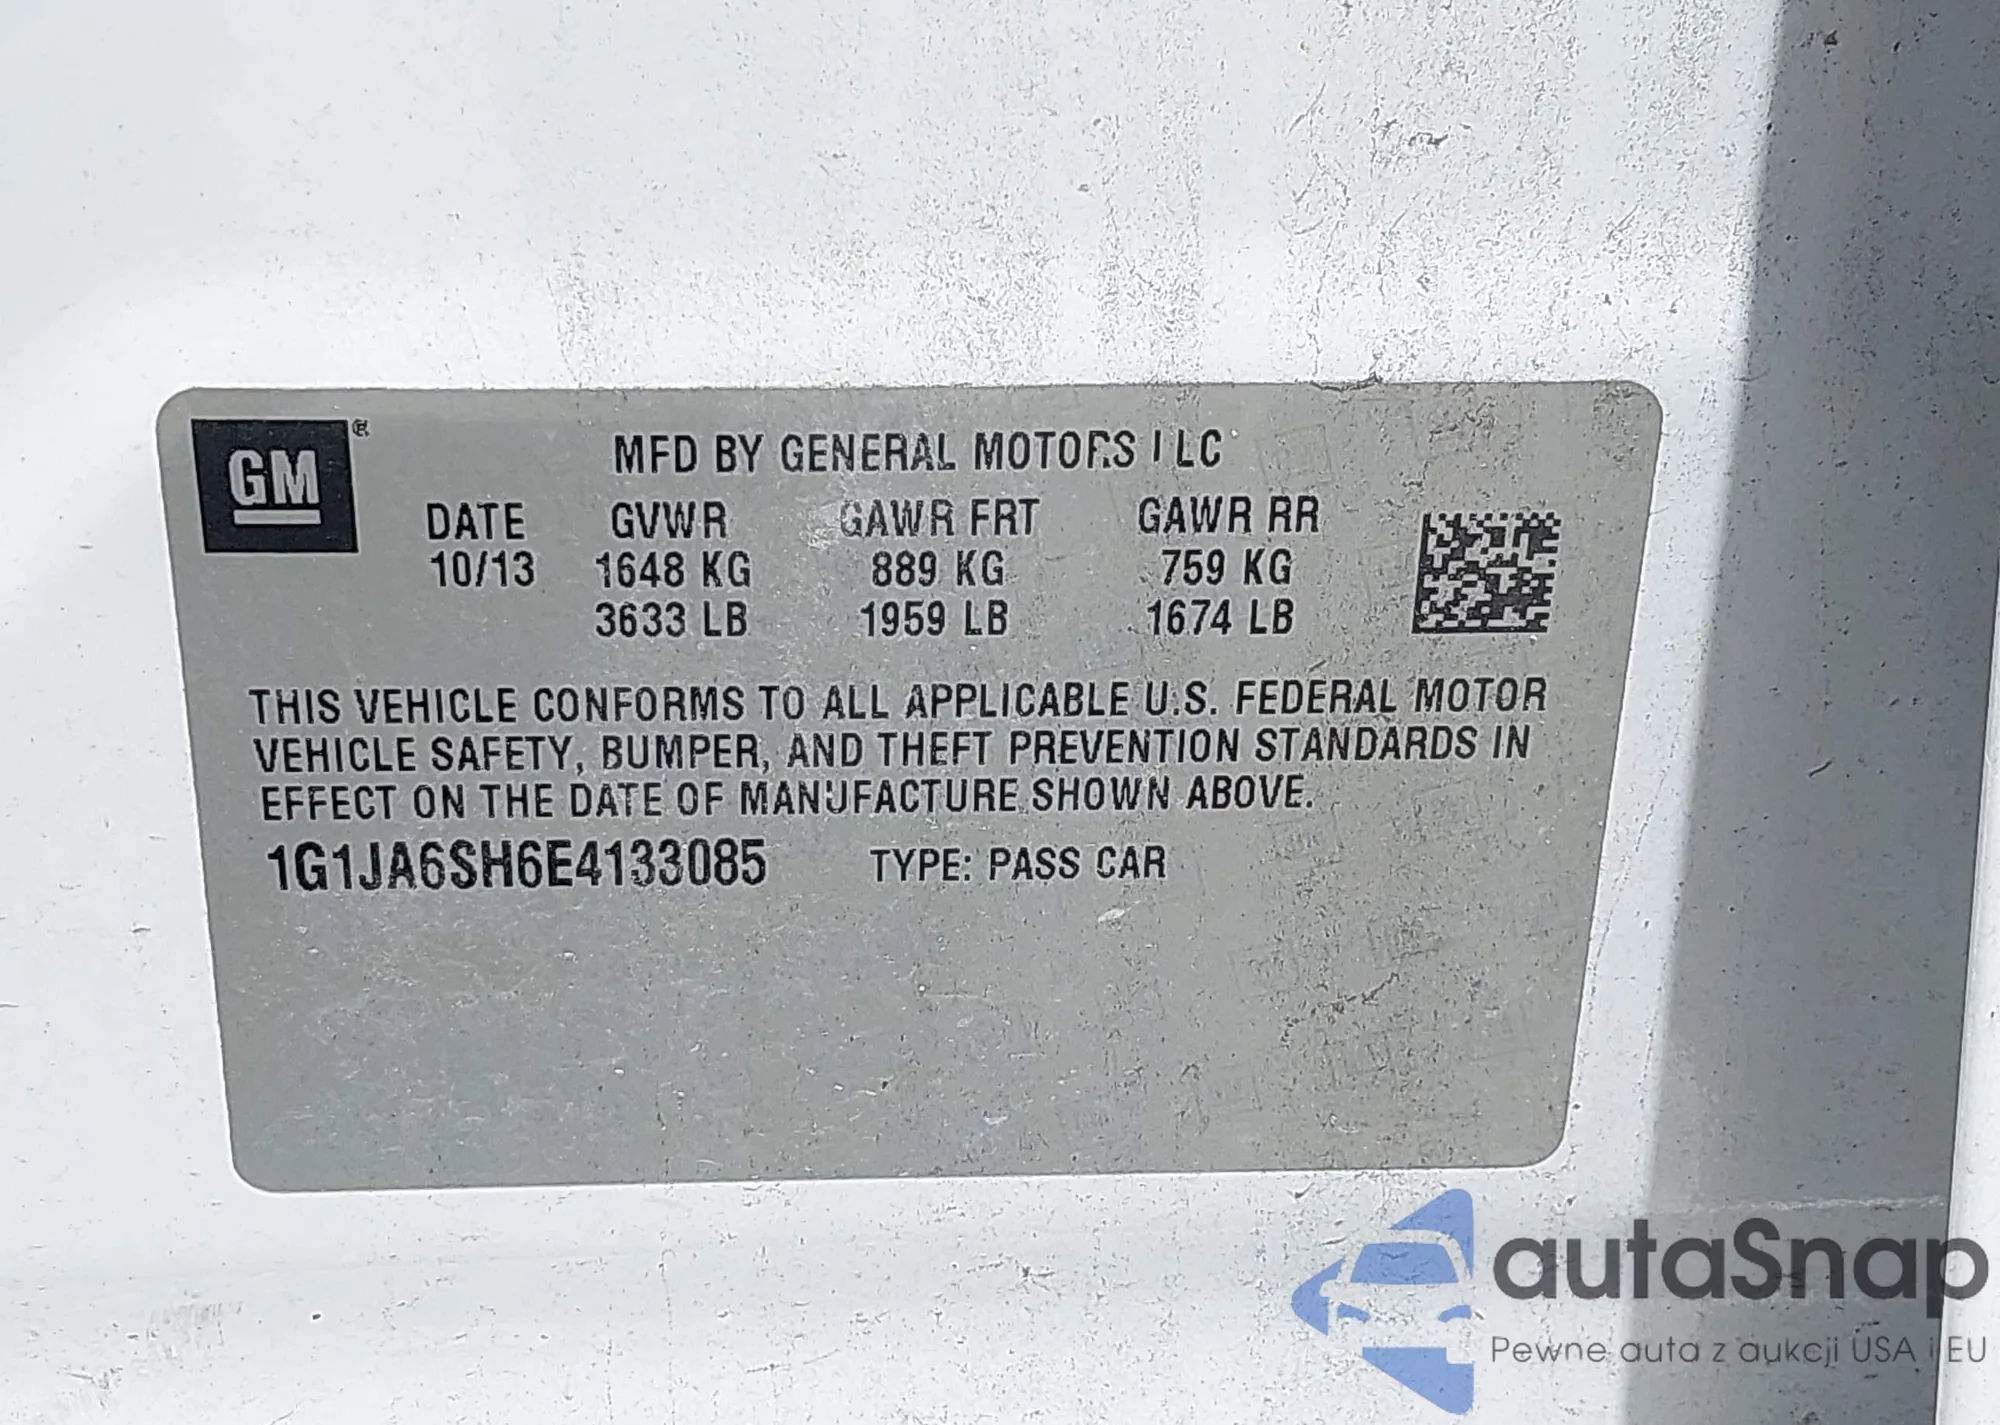 GM®
MFD BY GENERAL MOTORS LLC
DATE GVWR GAWR FRT GAWR RR
10/13 1648 KG 889 KG 759 KG
3633 LB 1959 LB 1674 LB
THIS VEHICLE CONFORMS TO ALL APPLICABLE U.S. FEDERAL MOTOR
VEHICLE SAFETY, BUMPER, AND THEFT PREVENTION STANDARDS IN
EFFECT ON THE DATE OF MANUFACTURE SHOWN ABOVE.
1G1JA6SH6E4133085 TYPE: PASS CAR
autaSnap
Pewne auta z aukcji USA i EU